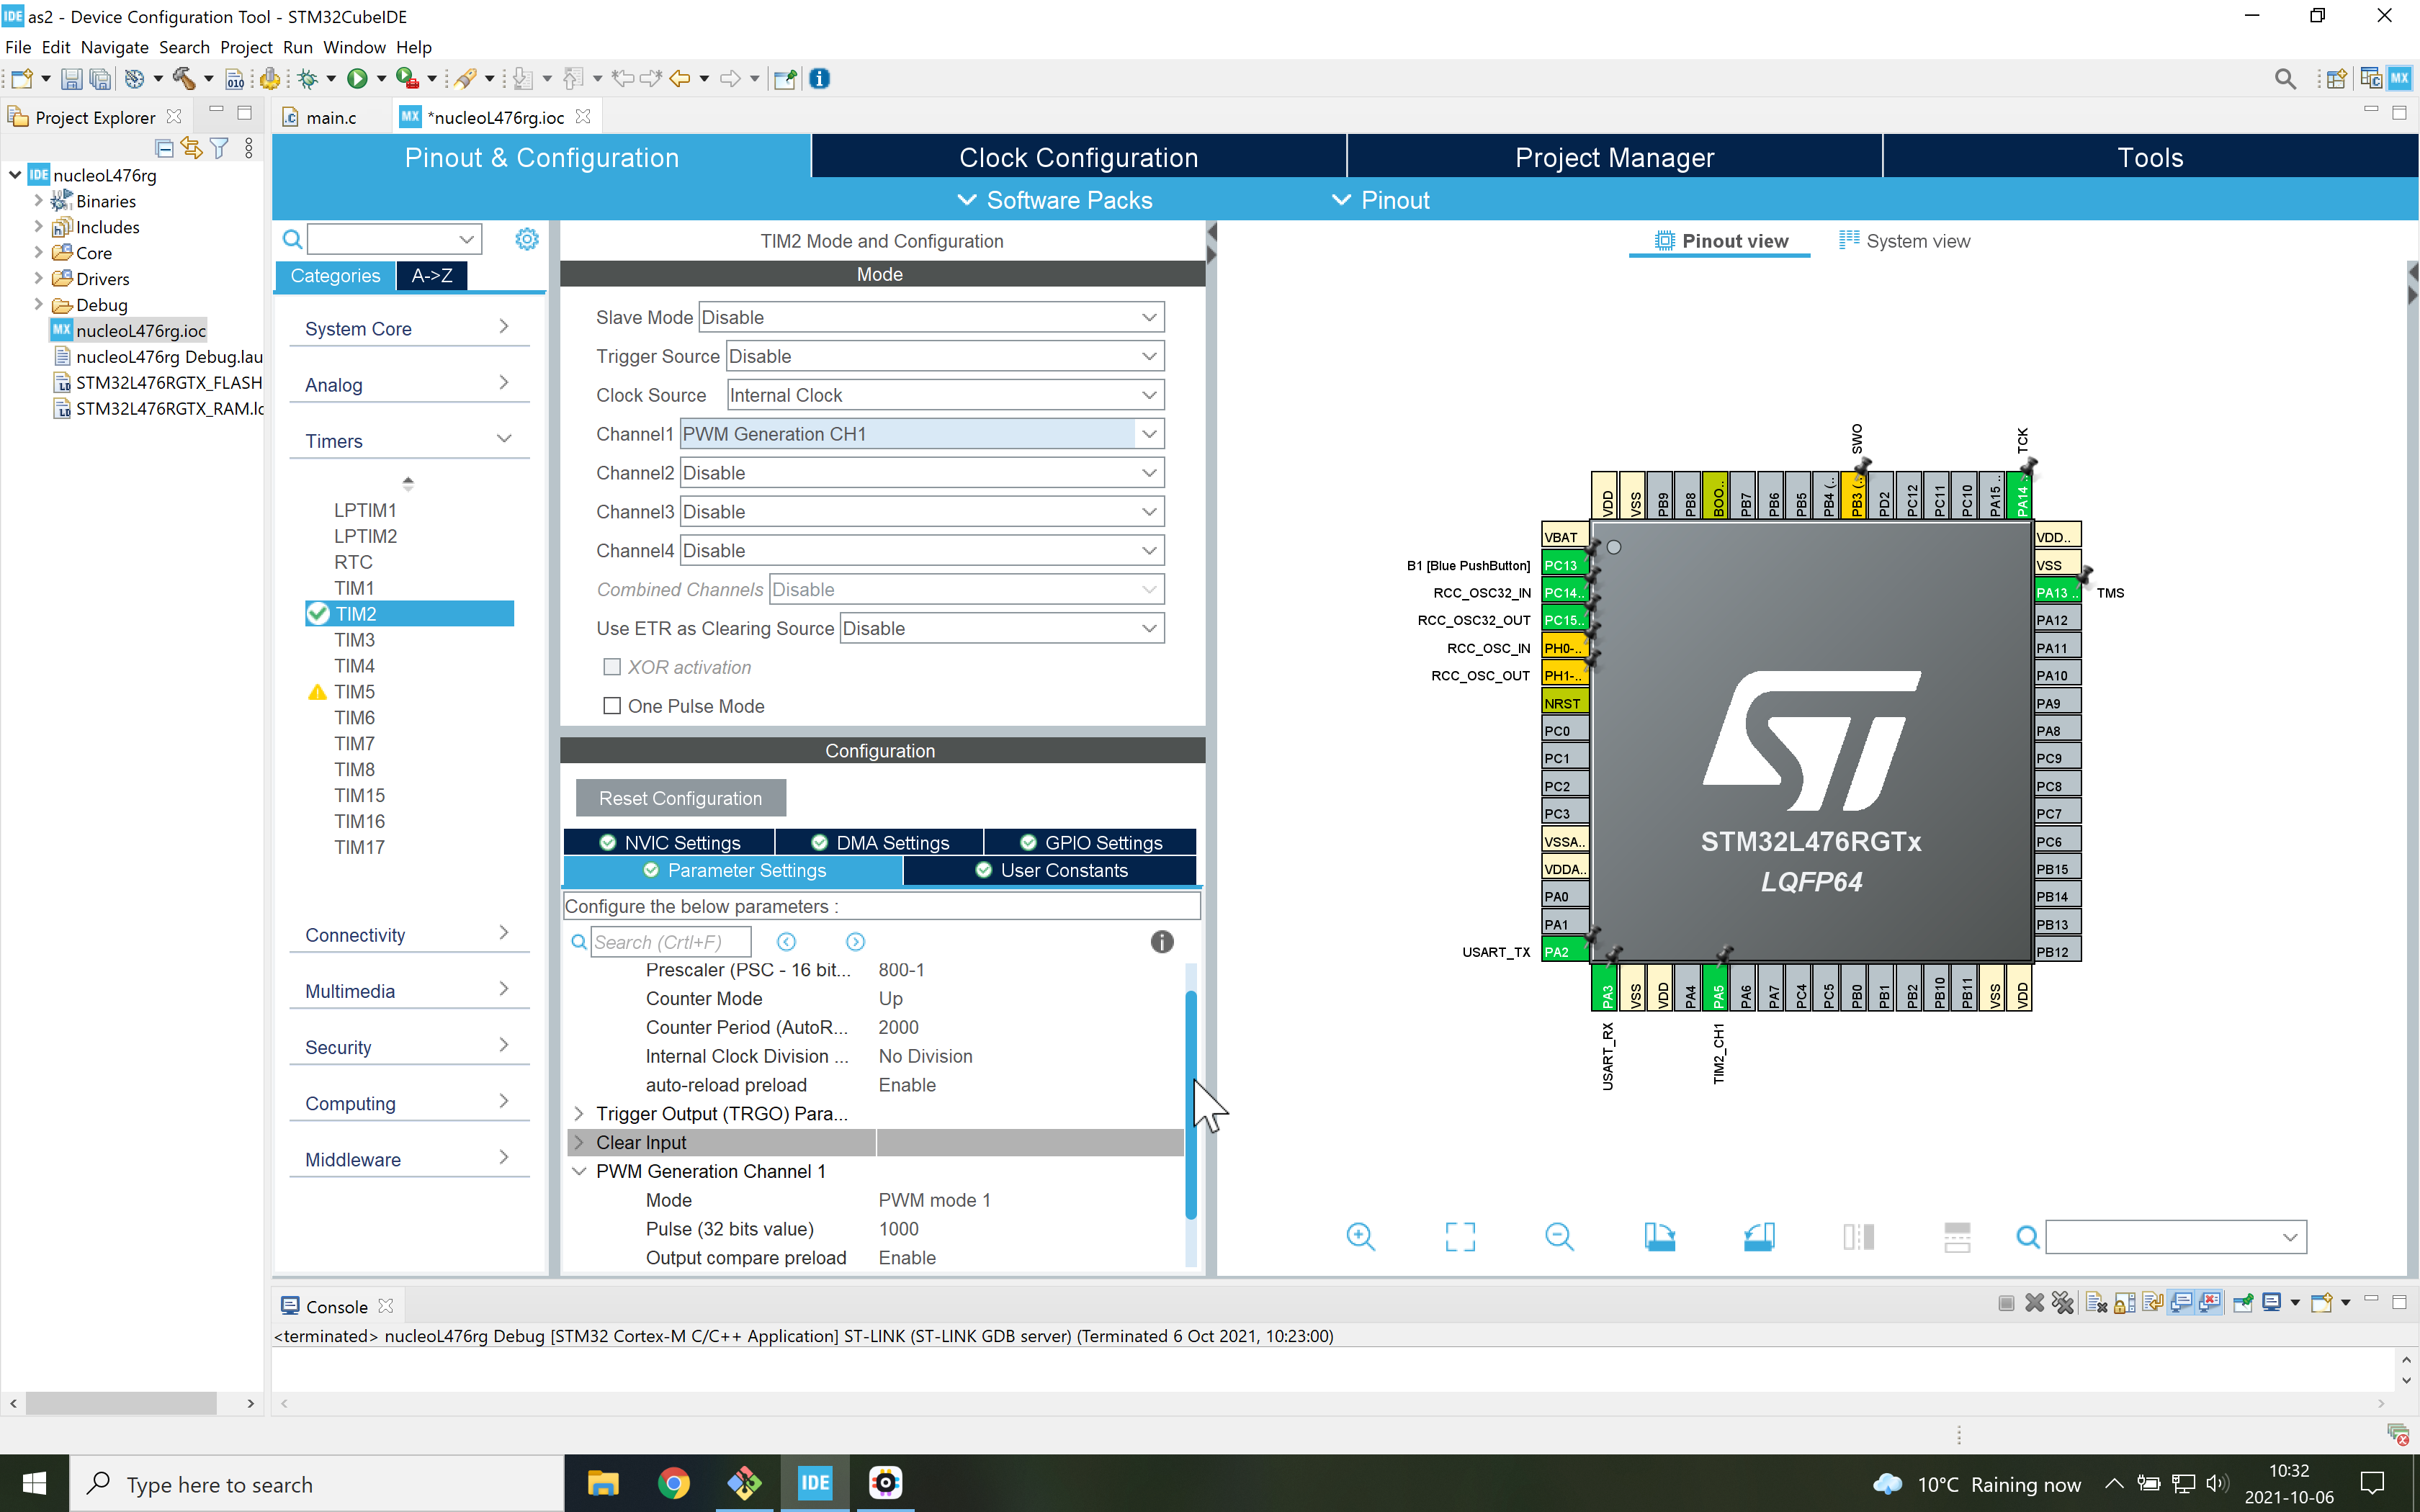 IDE as2 - Device Configuration Tool - STM32CubeIDE
File Edit Navigate Search Project Run Window Help
Project Explorer
main.c
MX *nucleoL476rg.ioc
IDE nucleoL476rg
Binaries
Includes
Core
Drivers
Debug
MX nucleoL476rg.ioc
nucleoL476rg Debug.lau
STM32L476RGTX_FLASH
STM32L476RGTX_RAM.lc
Pinout & Configuration
Clock Configuration
Project Manager
Tools
Software Packs
Pinout
Categories
A->Z
System Core
Analog
Timers
LPTIM1
LPTIM2
RTC
TIM1
TIM2
TIM3
TIM4
TIM5
TIM6
TIM7
TIM8
TIM15
TIM16
TIM17
Connectivity
Multimedia
Security
Computing
Middleware
TIM2 Mode and Configuration
Mode
Slave Mode Disable
Trigger Source Disable
Clock Source Internal Clock
Channel1 PWM Generation CH1
Channel2 Disable
Channel3 Disable
Channel4 Disable
Combined Channels Disable
Use ETR as Clearing Source Disable
XOR activation
One Pulse Mode
Configuration
Reset Configuration
NVIC Settings
DMA Settings
GPIO Settings
Parameter Settings
User Constants
Configure the below parameters :
Search (Crtl+F)
Prescaler (PSC - 16 bit... 800-1
Counter Mode Up
Counter Period (AutoR... 2000
Internal Clock Division ... No Division
auto-reload preload Enable
Trigger Output (TRGO) Para...
Clear Input
PWM Generation Channel 1
Mode PWM mode 1
Pulse (32 bits value) 1000
Output compare preload Enable
Pinout view
System view
SWO
TCK
VDD
VSS
PB9
PB8
BOO..
PB7
PB6
PB5
PB4 (..
PB3 (..
PD2
PC12
PC11
PC10
PA15 ..
PA14 ..
VBAT
B1 [Blue PushButton] PC13
RCC_OSC32_IN PC14..
RCC_OSC32_OUT PC15..
RCC_OSC_IN PH0-..
RCC_OSC_OUT PH1-..
NRST
PC0
PC1
PC2
PC3
VSSA..
VDDA..
PA0
PA1
USART_TX PA2
STM32L476RGTx
LQFP64
VDD..
VSS
PA13 .. TMS
PA12
PA11
PA10
PA9
PA8
PC9
PC8
PC7
PC6
PB15
PB14
PB13
PB12
PA3
VSS
VDD
PA4
PA5
PA6
PA7
PC4
PC5
PB0
PB1
PB2
PB10
PB11
VSS
VDD
USART_RX
TIM2_CH1
Console
<terminated> nucleoL476rg Debug [STM32 Cortex-M C/C++ Application] ST-LINK (ST-LINK GDB server) (Terminated 6 Oct 2021, 10:23:00)
Type here to search
IDE
10°C Raining now
10:32
2021-10-06